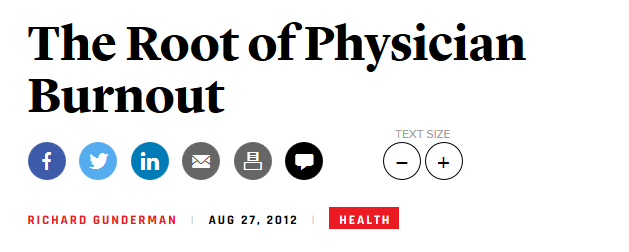 The Root of Physician
Burnout
TEXT SIZE
RICHARD GUNDERMAN | AUG 27, 2012 | HEALTH